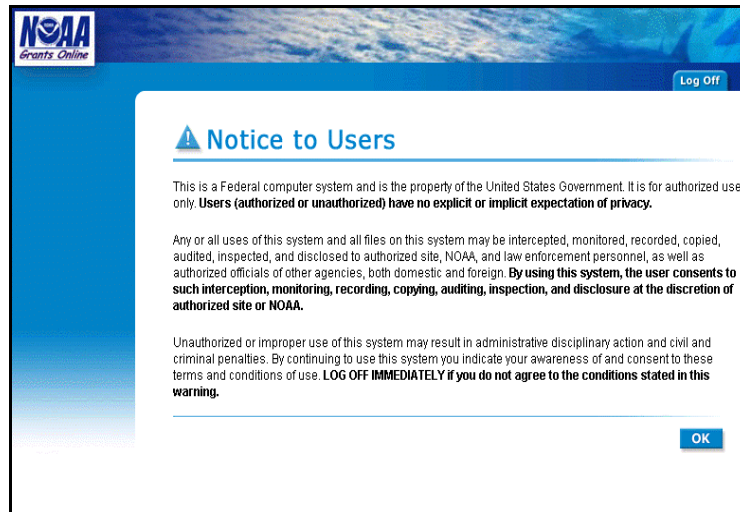 NOAA
Grants Online
Log Off
Notice to Users
This is a Federal computer system and is the property of the United States Government. It is for authorized use
only. Users (authorized or unauthorized) have no explicit or implicit expectation of privacy.
Any or all uses of this system and all files on this system may be intercepted, monitored, recorded, copied,
audited, inspected, and disclosed to authorized site, NOAA, and law enforcement personnel, as well as
authorized officials of other agencies, both domestic and foreign. By using this system, the user consents to
such interception, monitoring, recording, copying, auditing, inspection, and disclosure at the discretion of
authorized site or NOAA.
Unauthorized or improper use of this system may result in administrative disciplinary action and civil and
criminal penalties. By continuing to use this system you indicate your awareness of and consent to these
terms and conditions of use. LOG OFF IMMEDIATELY if you do not agree to the conditions stated in this
warning.
OK